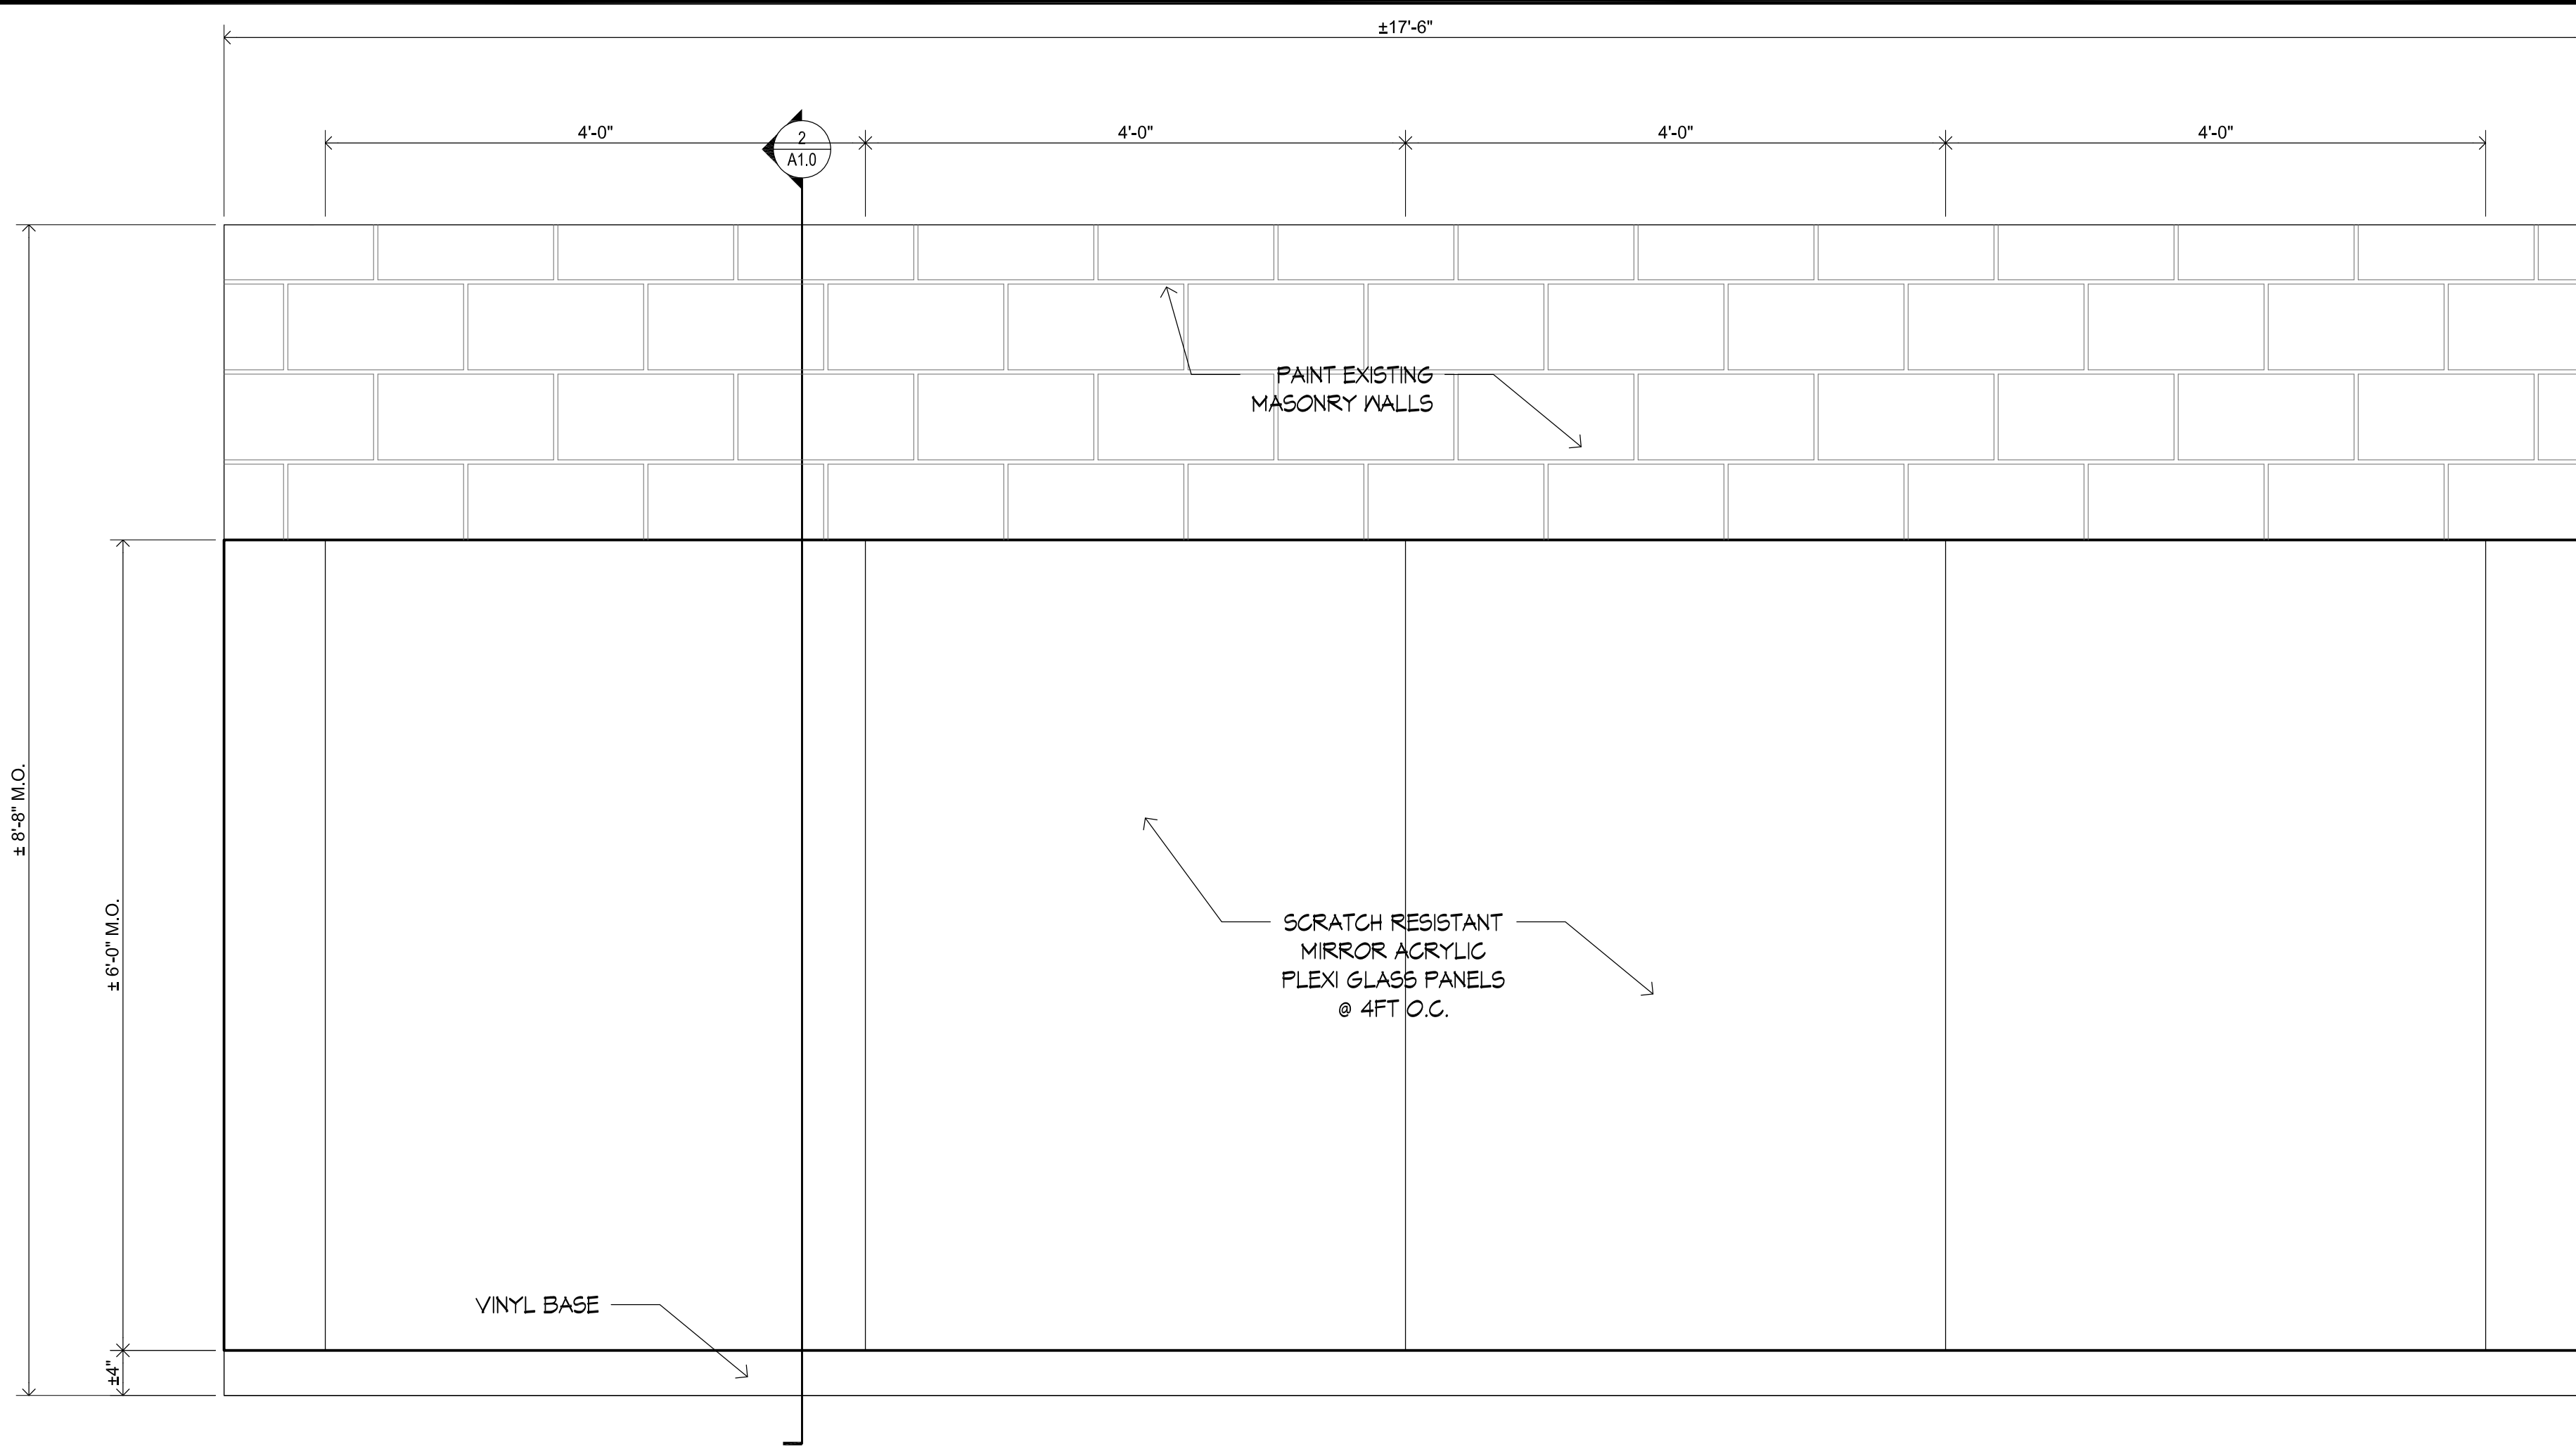 ±17'-6"
4'-0"
2
A1.0
4'-0"
4'-0"
4'-0"
PAINT EXISTING
MASONRY WALLS
± 8'-8" M.O.
± 6'-0" M.O.
SCRATCH RESISTANT
MIRROR ACRYLIC
PLEXI GLASS PANELS
@ 4FT O.C.
VINYL BASE
±4"